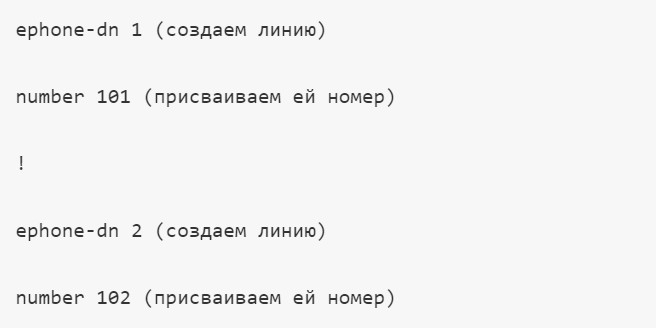 ephone-dn 1 (создаем линию)
number 101 (присваиваем ей номер)
!
ephone-dn 2 (создаем линию)
number 102 (присваиваем ей номер)